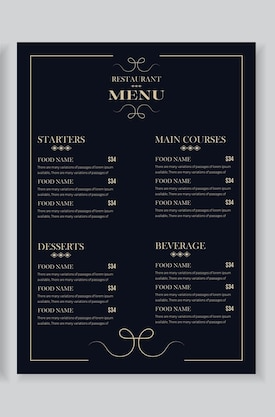 RESTAURANT
MENU
STARTERS
FOOD NAME $34
There are many variations of passages of lorem ipsum
available. There are many variations of passages of
FOOD NAME $34
There are many variations of passages of lorem ipsum
available. There are many variations of passages of
FOOD NAME $34
There are many variations of passages of lorem ipsum
available. There are many variations of passages of
MAIN COURSES
FOOD NAME $34
There are many variations of passages of lorem ipsum
available. There are many variations of passages of
FOOD NAME $34
There are many variations of passages of lorem ipsum
available. There are many variations of passages of
FOOD NAME $34
There are many variations of passages of lorem ipsum
available. There are many variations of passages of
DESSERTS
FOOD NAME $34
There are many variations of passages of lorem ipsum
available. There are many variations of passages of
FOOD NAME $34
There are many variations of passages of lorem ipsum
available. There are many variations of passages of
FOOD NAME $34
There are many variations of passages of lorem ipsum
available. There are many variations of passages of
BEVERAGE
FOOD NAME $34
There are many variations of passages of lorem ipsum
available. There are many variations of passages of
FOOD NAME $34
There are many variations of passages of lorem ipsum
available. There are many variations of passages of
FOOD NAME $34
There are many variations of passages of lorem ipsum
available. There are many variations of passages of